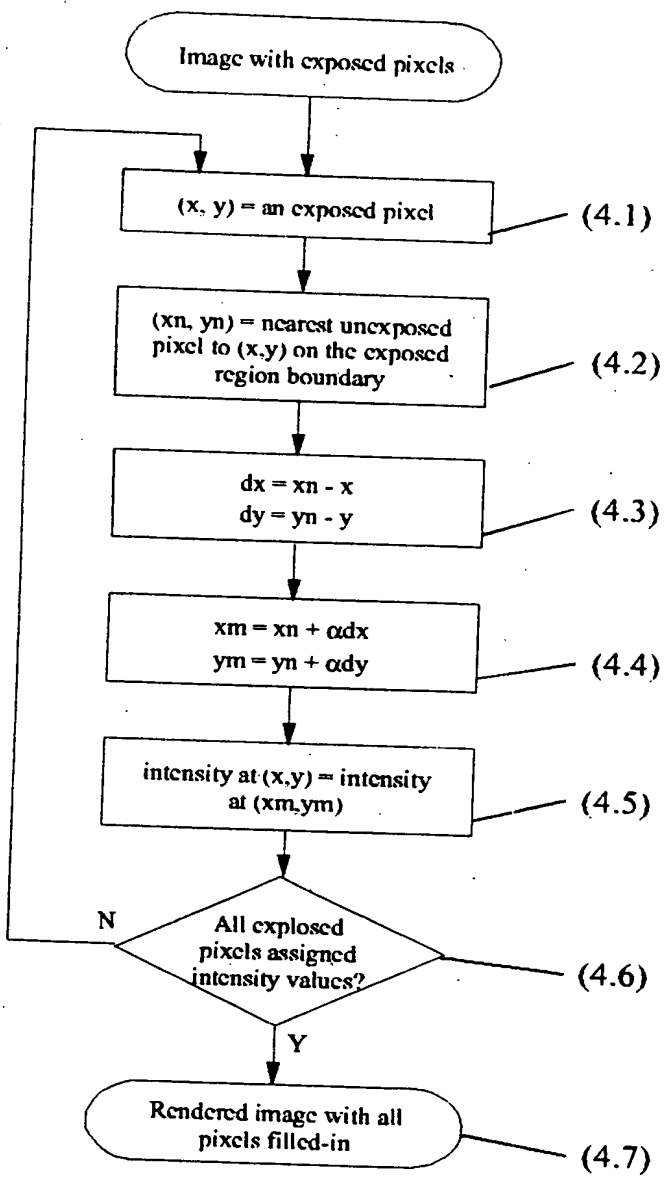 Image with exposed pixels
(x, y) = an exposed pixel
(4.1)
(xn, yn) = nearest unexposed
pixel to (x,y) on the exposed
region boundary
(4.2)
dx = xn - x
dy = yn - y
(4.3)
xm = xn + αdx
ym = yn + αdy
(4.4)
intensity at (x,y) = intensity
at (xm,ym)
(4.5)
N
All explosed
pixels assigned
intensity values?
(4.6)
Y
Rendered image with all
pixels filled-in
(4.7)